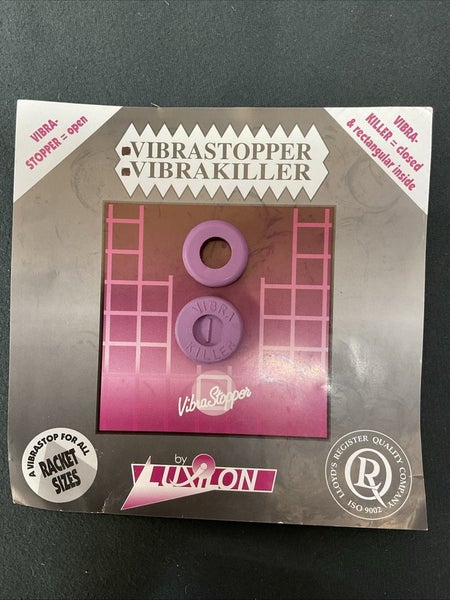 VIBRA-
STOPPER = open
VIBRA-
KILLER = closed
& rectangular inside
VIBRASTOPPER
VIBRAKILLER
VIBRA
KILLER
VibraStopper
A VIBRASTOP FOR ALL
RACKET
SIZES
by
LUXILON
LLOYD'S REGISTER QUALITY COMPANY
ISO 9002
R